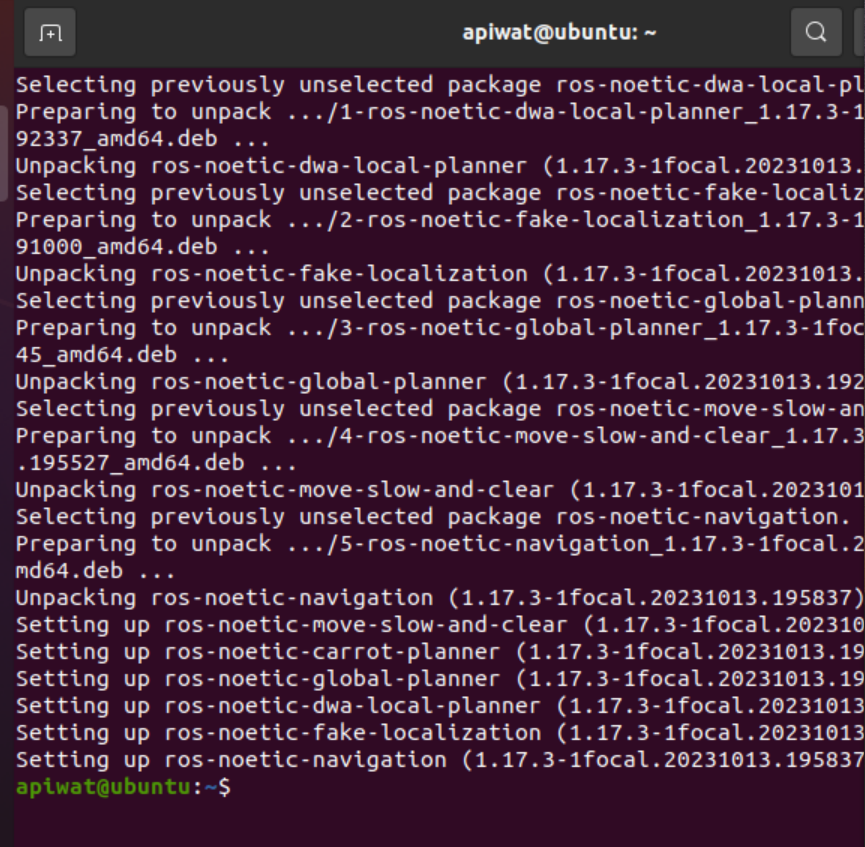 apiwat@ubuntu: ~
Selecting previously unselected package ros-noetic-dwa-local-pl
Preparing to unpack .../1-ros-noetic-dwa-local-planner_1.17.3-1
92337_amd64.deb ...
Unpacking ros-noetic-dwa-local-planner (1.17.3-1focal.20231013.
Selecting previously unselected package ros-noetic-fake-localiz
Preparing to unpack .../2-ros-noetic-fake-localization_1.17.3-1
91000_amd64.deb ...
Unpacking ros-noetic-fake-localization (1.17.3-1focal.20231013.
Selecting previously unselected package ros-noetic-global-plann
Preparing to unpack .../3-ros-noetic-global-planner_1.17.3-1foc
45_amd64.deb ...
Unpacking ros-noetic-global-planner (1.17.3-1focal.20231013.192
Selecting previously unselected package ros-noetic-move-slow-an
Preparing to unpack .../4-ros-noetic-move-slow-and-clear_1.17.3
.195527_amd64.deb ...
Unpacking ros-noetic-move-slow-and-clear (1.17.3-1focal.2023101
Selecting previously unselected package ros-noetic-navigation.
Preparing to unpack .../5-ros-noetic-navigation_1.17.3-1focal.2
md64.deb ...
Unpacking ros-noetic-navigation (1.17.3-1focal.20231013.195837)
Setting up ros-noetic-move-slow-and-clear (1.17.3-1focal.202310
Setting up ros-noetic-carrot-planner (1.17.3-1focal.20231013.19
Setting up ros-noetic-global-planner (1.17.3-1focal.20231013.19
Setting up ros-noetic-dwa-local-planner (1.17.3-1focal.20231013
Setting up ros-noetic-fake-localization (1.17.3-1focal.20231013
Setting up ros-noetic-navigation (1.17.3-1focal.20231013.195837
apiwat@ubuntu:~$